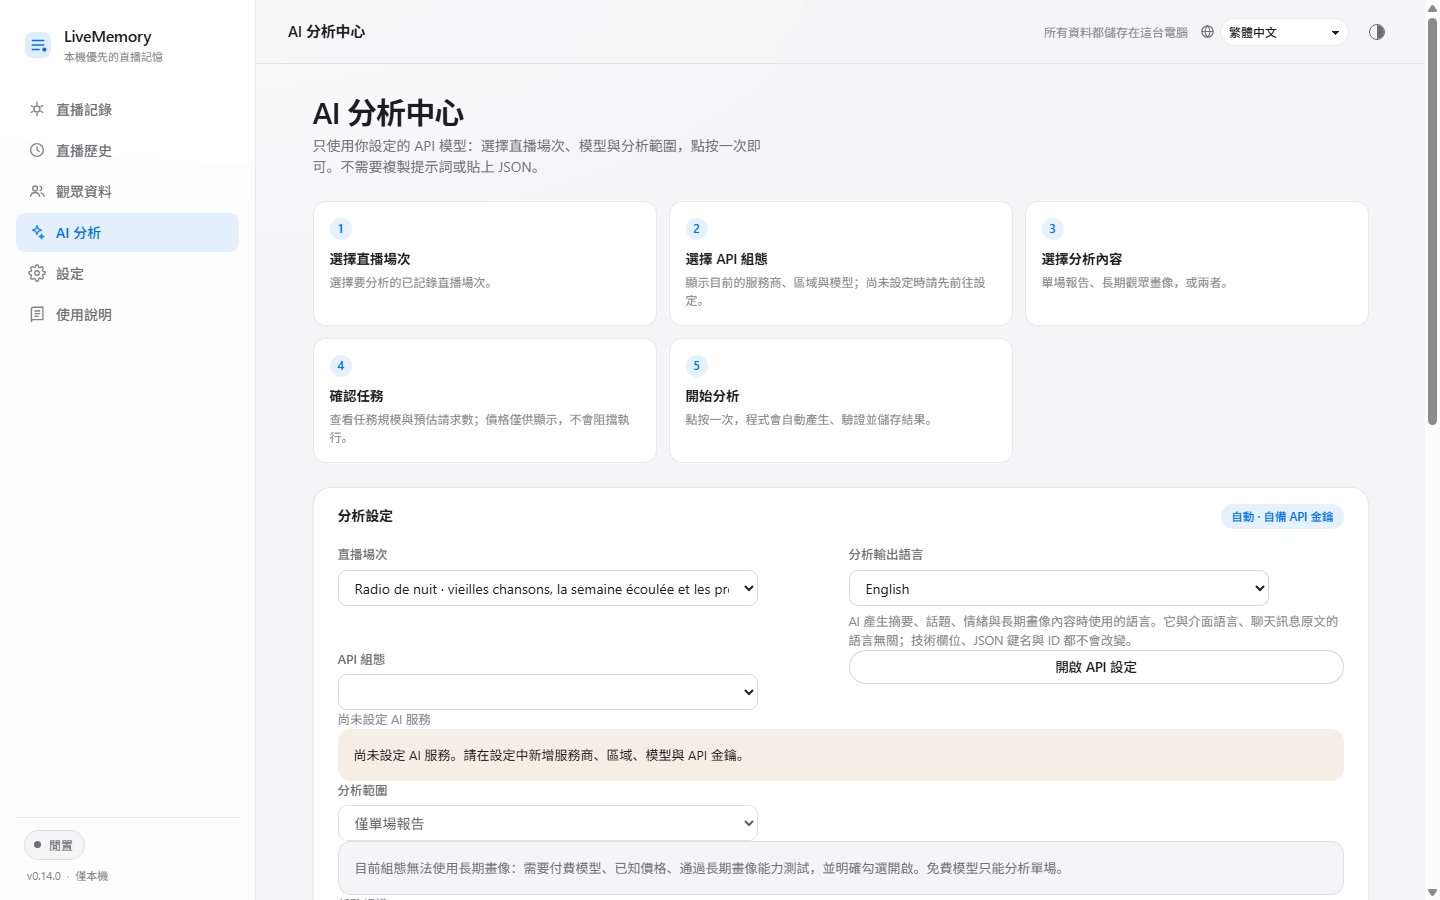 LiveMemory
本機優先的直播記憶
直播記錄
直播歷史
觀眾資料
AI 分析
設定
使用說明
閒置
v0.14.0 · 僅本機
AI 分析中心
所有資料都儲存在這台電腦
繁體中文
AI 分析中心
只使用你設定的 API 模型：選擇直播場次、模型與分析範圍，點按一次即
可。不需要複製提示詞或貼上 JSON。
1
選擇直播場次
選擇要分析的已記錄直播場次。
2
選擇 API 組態
顯示目前的服務商、區域與模型；尚未設定時請先前往設
定。
3
選擇分析內容
單場報告、長期觀眾畫像，或兩者。
4
確認任務
查看任務規模與預估請求數；價格僅供顯示，不會阻擋執
行。
5
開始分析
點按一次，程式會自動產生、驗證並儲存結果。
分析設定
自動 · 自備 API 金鑰
直播場次
Radio de nuit · vieilles chansons, la semaine écoulée et les pr
分析輸出語言
English
AI 產生摘要、話題、情緒與長期畫像內容時使用的語言。它與介面語言、聊天訊息原文的
語言無關；技術欄位、JSON 鍵名與 ID 都不會改變。
API 組態
開啟 API 設定
尚未設定 AI 服務
尚未設定 AI 服務。請在設定中新增服務商、區域、模型與 API 金鑰。
分析範圍
僅單場報告
目前組態無法使用長期畫像：需要付費模型、已知價格、通過長期畫像能力測試，並明確勾選開啟。免費模型只能分析單場。